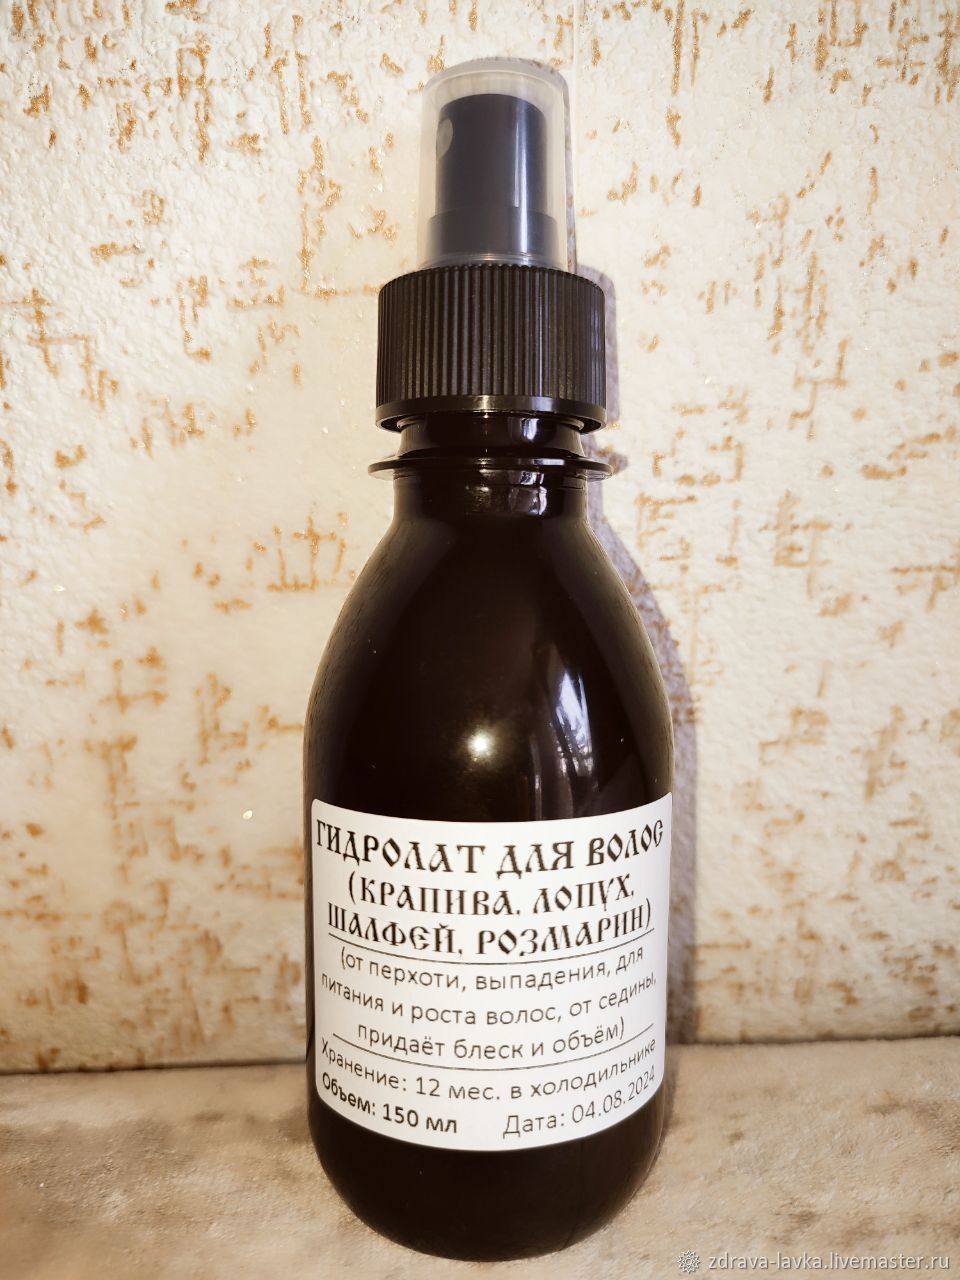 ГИДРОЛАТ ДЛЯ ВОЛОС
(КРАПИВА, ЛОПУХ,
ШАЛФЕЙ, РОЗМАРИН)
(от перхоти, выпадения, для
питания и роста волос, от седины,
придаёт блеск и объём)
Хранение: 12 мес. в холодильнике
Объем: 150 мл Дата: 04.08.2024
zdrava-lavka.livemaster.ru